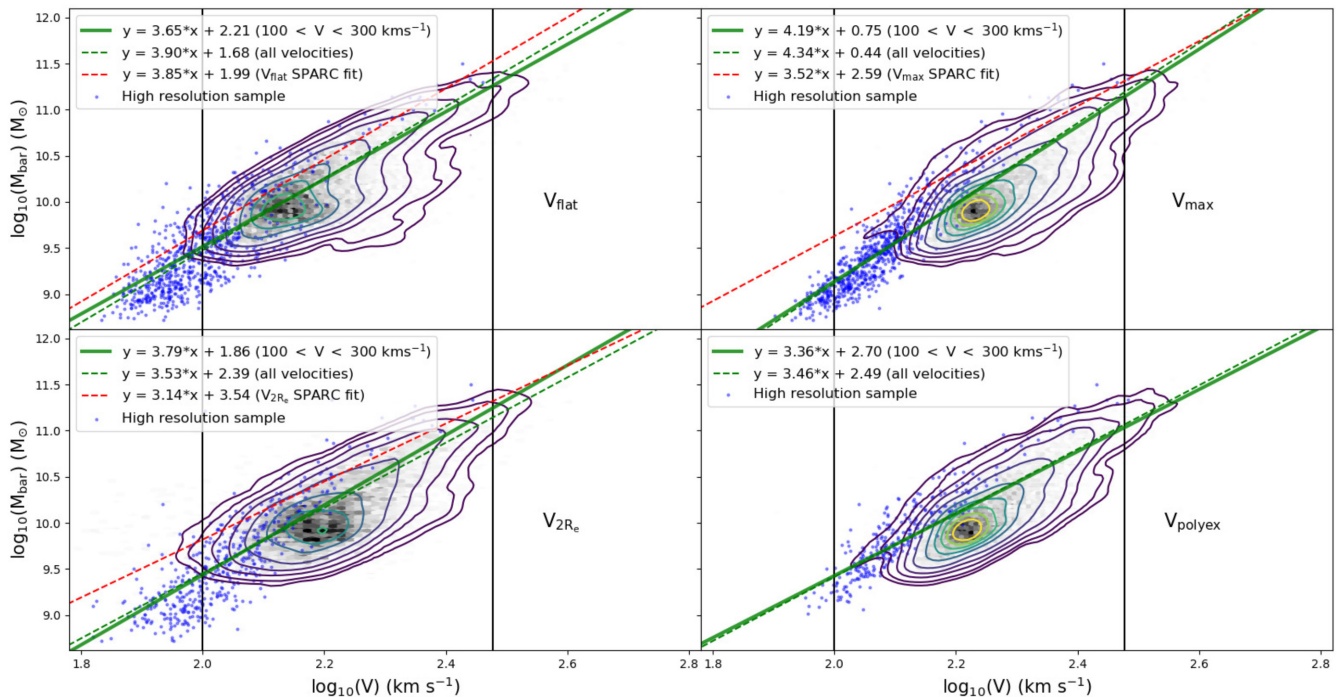 y = 3.65*x + 2.21 (100 < V < 300 kms⁻¹)
y = 3.90*x + 1.68 (all velocities)
y = 3.85*x + 1.99 (V_flat SPARC fit)
High resolution sample
V_flat
12.0
11.5
11.0
10.5
10.0
9.5
9.0
log₁₀(M_bar) (M_⊙)
y = 4.19*x + 0.75 (100 < V < 300 kms⁻¹)
y = 4.34*x + 0.44 (all velocities)
y = 3.52*x + 2.59 (V_max SPARC fit)
High resolution sample
V_max
y = 3.79*x + 1.86 (100 < V < 300 kms⁻¹)
y = 3.53*x + 2.39 (all velocities)
y = 3.14*x + 3.54 (V_2Rₑ SPARC fit)
High resolution sample
V_2Rₑ
12.0
11.5
11.0
10.5
10.0
9.5
9.0
log₁₀(M_bar) (M_⊙)
1.8 2.0 2.2 2.4 2.6 2.8
log₁₀(V) (km s⁻¹)
y = 3.36*x + 2.70 (100 < V < 300 kms⁻¹)
y = 3.46*x + 2.49 (all velocities)
High resolution sample
V_polyex
1.8 2.0 2.2 2.4 2.6 2.8
log₁₀(V) (km s⁻¹)